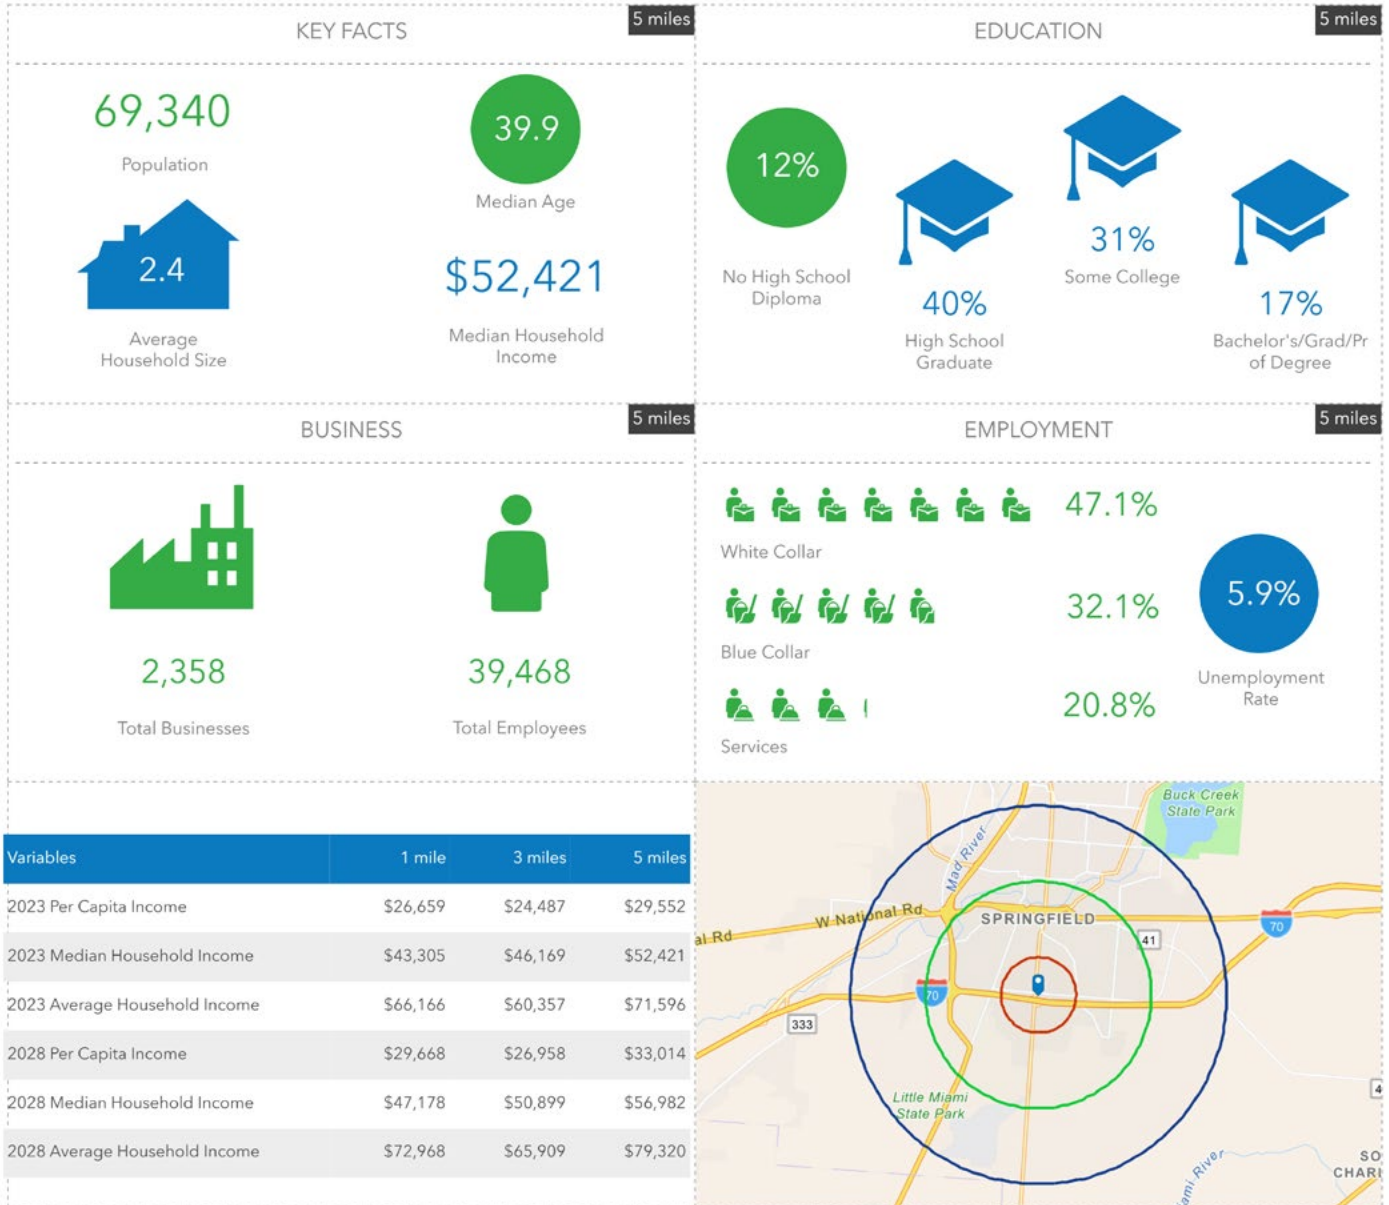 KEY FACTS
5 miles
69,340
Population
39.9
Median Age
2.4
Average
Household Size
$52,421
Median Household
Income
EDUCATION
5 miles
12%
No High School
Diploma
40%
High School
Graduate
31%
Some College
17%
Bachelor's/Grad/Pr
of Degree
BUSINESS
5 miles
2,358
Total Businesses
39,468
Total Employees
EMPLOYMENT
5 miles
47.1%
White Collar
32.1%
Blue Collar
20.8%
Services
5.9%
Unemployment
Rate
Variables 1 mile 3 miles 5 miles
2023 Per Capita Income $26,659 $24,487 $29,552
2023 Median Household Income $43,305 $46,169 $52,421
2023 Average Household Income $66,166 $60,357 $71,596
2028 Per Capita Income $29,668 $26,958 $33,014
2028 Median Household Income $47,178 $50,899 $56,982
2028 Average Household Income $72,968 $65,909 $79,320
Buck Creek
State Park
Mad River
W National Rd
al Rd
SPRINGFIELD
70
41
70
333
Little Miami
State Park
4
SO
CHARL
ami River